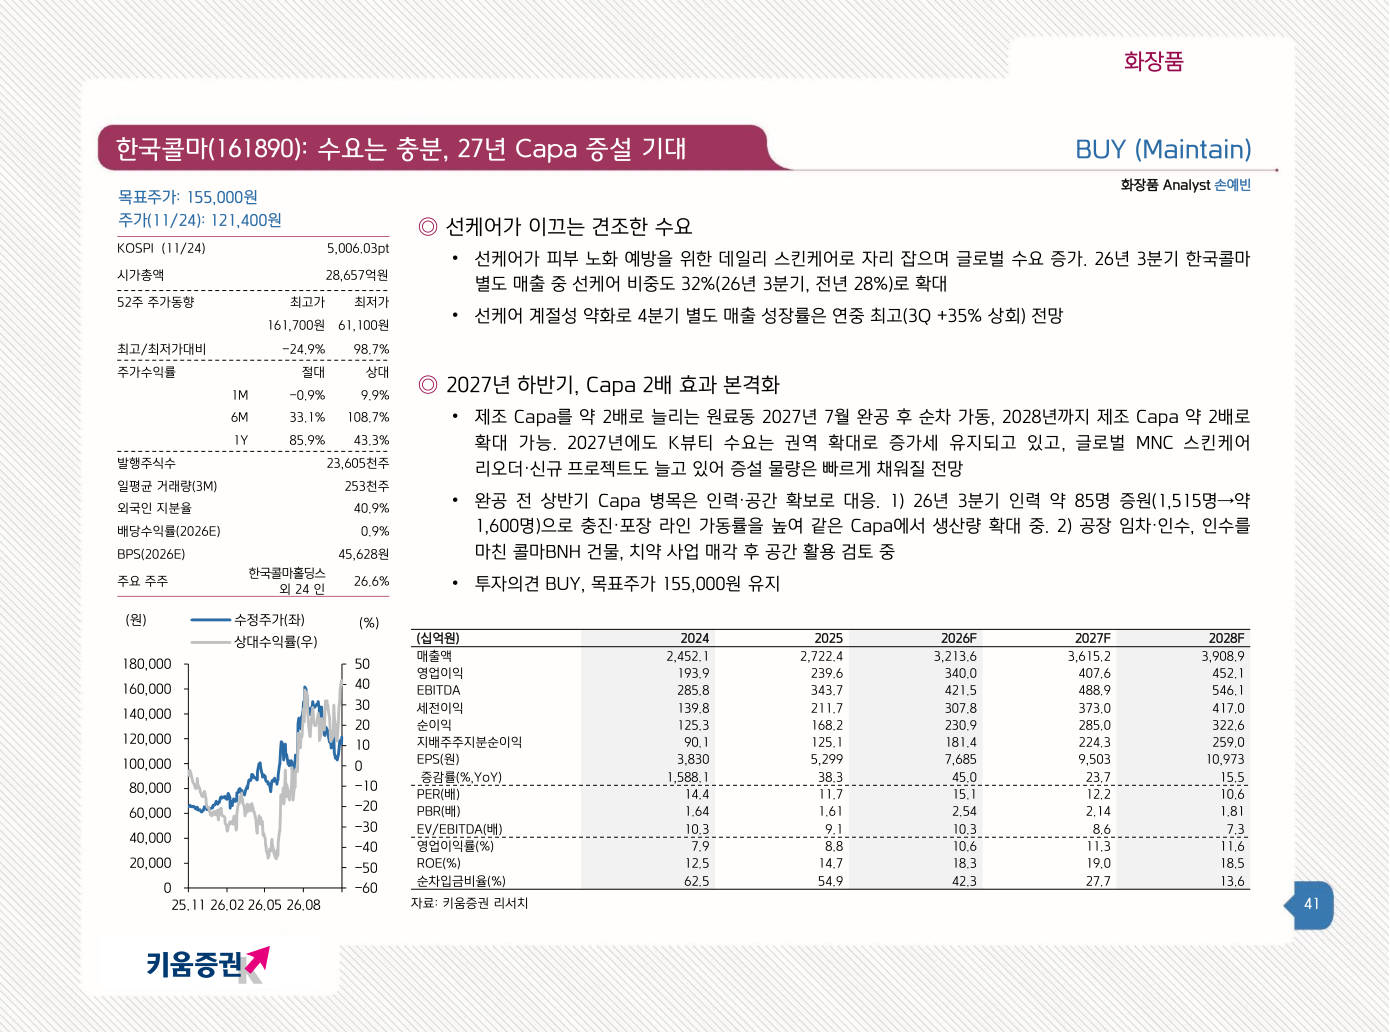 화장품
한국콜마(161890): 수요는 충분, 27년 Capa 증설 기대
BUY (Maintain)
화장품 Analyst 손예빈
목표주가: 155,000원
주가(11/24): 121,400원
KOSPI (11/24) 5,006.03pt
시가총액 28,657억원
52주 주가동향 최고가 최저가
161,700원 61,100원
최고/최저가대비 -24.9% 98.7%
주가수익률 절대 상대
1M -0.9% 9.9%
6M 33.1% 108.7%
1Y 85.9% 43.3%
발행주식수 23,605천주
일평균 거래량(3M) 253천주
외국인 지분율 40.9%
배당수익률(2026E) 0.9%
BPS(2026E) 45,628원
주요 주주 한국콜마홀딩스 외 24 인 26.6%
(원) 수정주가(좌) (%)
상대수익률(우)
180,000 50
160,000 40
140,000 30
120,000 20
100,000 10
80,000 0
60,000 -10
40,000 -20
20,000 -30
0 -40
-50
-60
25.11 26.02 26.05 26.08
◎ 선케어가 이끄는 견조한 수요
• 선케어가 피부 노화 예방을 위한 데일리 스킨케어로 자리 잡으며 글로벌 수요 증가. 26년 3분기 한국콜마
별도 매출 중 선케어 비중도 32%(26년 3분기, 전년 28%)로 확대
• 선케어 계절성 약화로 4분기 별도 매출 성장률은 연중 최고(3Q +35% 상회) 전망
◎ 2027년 하반기, Capa 2배 효과 본격화
• 제조 Capa를 약 2배로 늘리는 원료동 2027년 7월 완공 후 순차 가동, 2028년까지 제조 Capa 약 2배로
확대 가능. 2027년에도 K뷰티 수요는 권역 확대로 증가세 유지되고 있고, 글로벌 MNC 스킨케어
리오더·신규 프로젝트도 늘고 있어 증설 물량은 빠르게 채워질 전망
• 완공 전 상반기 Capa 병목은 인력·공간 확보로 대응. 1) 26년 3분기 인력 약 85명 증원(1,515명→약
1,600명)으로 충진·포장 라인 가동률을 높여 같은 Capa에서 생산량 확대 중. 2) 공장 임차·인수, 인수를
마친 콜마BNH 건물, 치약 사업 매각 후 공간 활용 검토 중
• 투자의견 BUY, 목표주가 155,000원 유지
(십억원) 2024 2025 2026F 2027F 2028F
매출액 2,452.1 2,722.4 3,213.6 3,615.2 3,908.9
영업이익 193.9 239.6 340.0 407.6 452.1
EBITDA 285.8 343.7 421.5 488.9 546.1
세전이익 139.8 211.7 307.8 373.0 417.0
순이익 125.3 168.2 230.9 285.0 322.6
지배주주지분순이익 90.1 125.1 181.4 224.3 259.0
EPS(원) 3,830 5,299 7,685 9,503 10,973
증감률(%,YoY) 1,588.1 38.3 45.0 23.7 15.5
PER(배) 14.4 11.7 15.1 12.2 10.6
PBR(배) 1.64 1.61 2.54 2.14 1.81
EV/EBITDA(배) 10.3 9.1 10.3 8.6 7.3
영업이익률(%) 7.9 8.8 10.6 11.3 11.6
ROE(%) 12.5 14.7 18.3 19.0 18.5
순차입금비율(%) 62.5 54.9 42.3 27.7 13.6
자료: 키움증권 리서치
41
키움증권